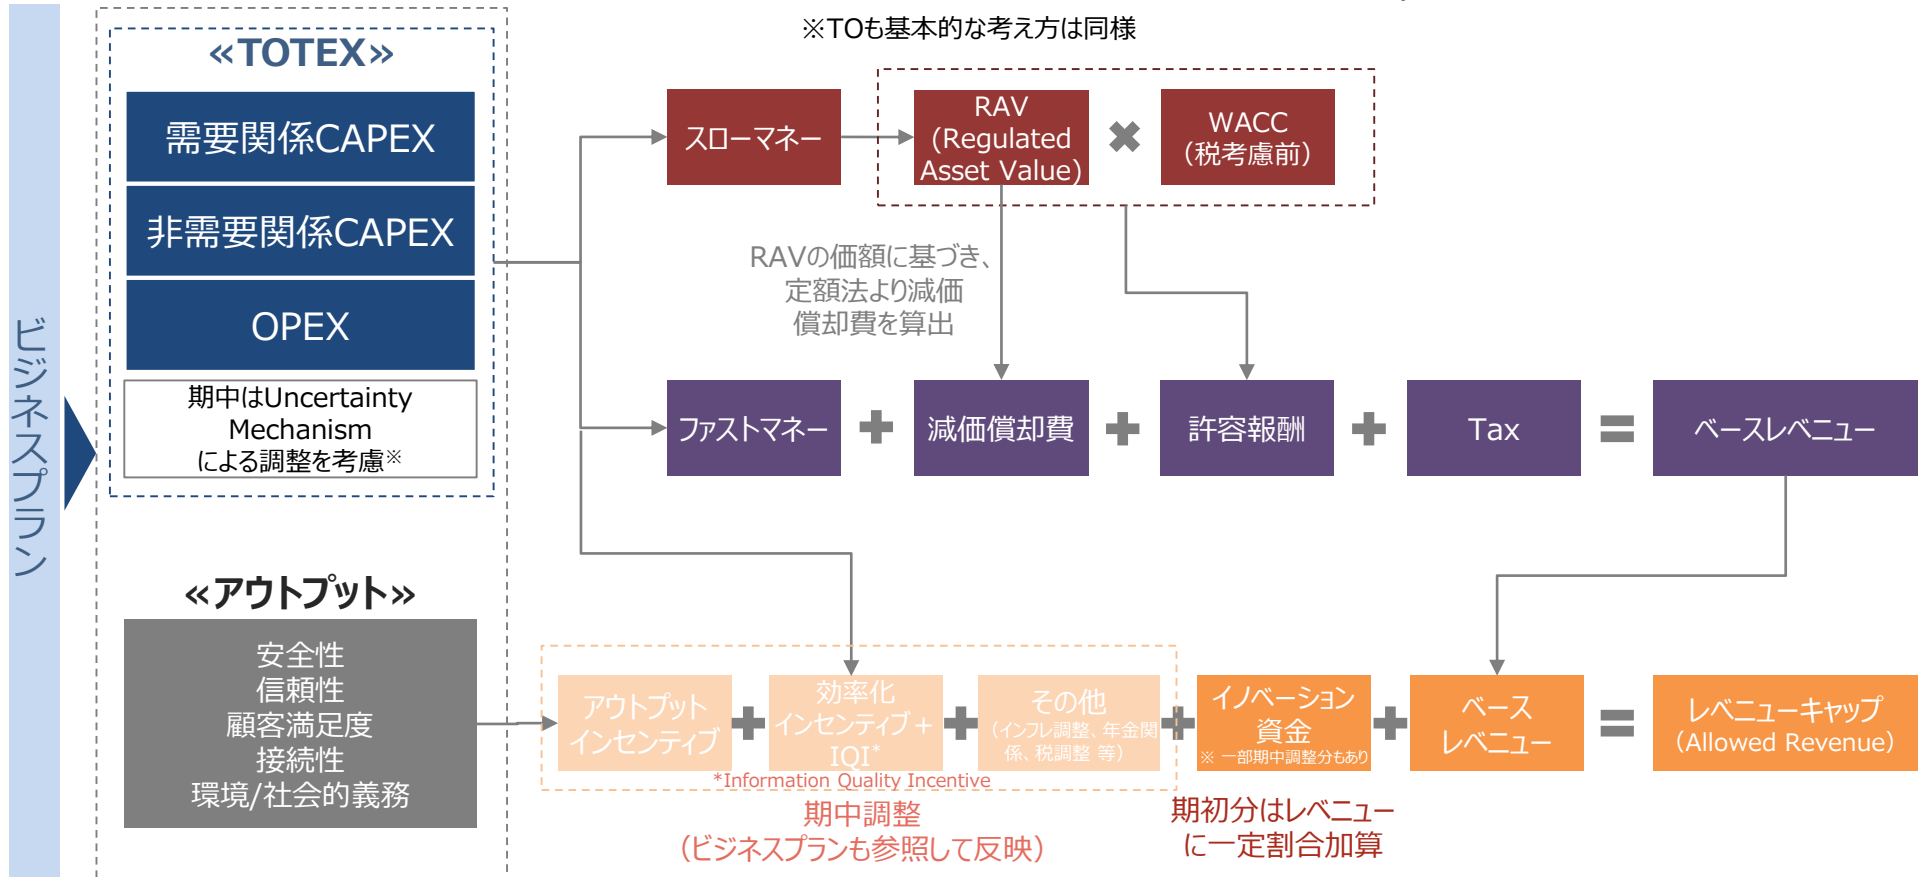 ※TOも基本的な考え方は同様
ビジネスプラン
≪TOTEX≫
需要関係CAPEX
非需要関係CAPEX
OPEX
期中はUncertainty
Mechanism
による調整を考慮※
スローマネー
RAV
(Regulated
Asset Value)
WACC
（税考慮前）
RAVの価額に基づき、
定額法より減価
償却費を算出
ファストマネー
減価償却費
許容報酬
Tax
ベースレベニュー
≪アウトプット≫
安全性
信頼性
顧客満足度
接続性
環境/社会的義務
アウトプット
インセンティブ
効率化
インセンティブ＋
IQI*
その他
（インフレ調整、年金関
係、税調整 等）
イノベーション
資金
※ 一部期中調整分もあり
ベース
レベニュー
レベニューキャップ
（Allowed Revenue）
*Information Quality Incentive
期中調整
（ビジネスプランも参照して反映）
期初分はレベニュー
に一定割合加算